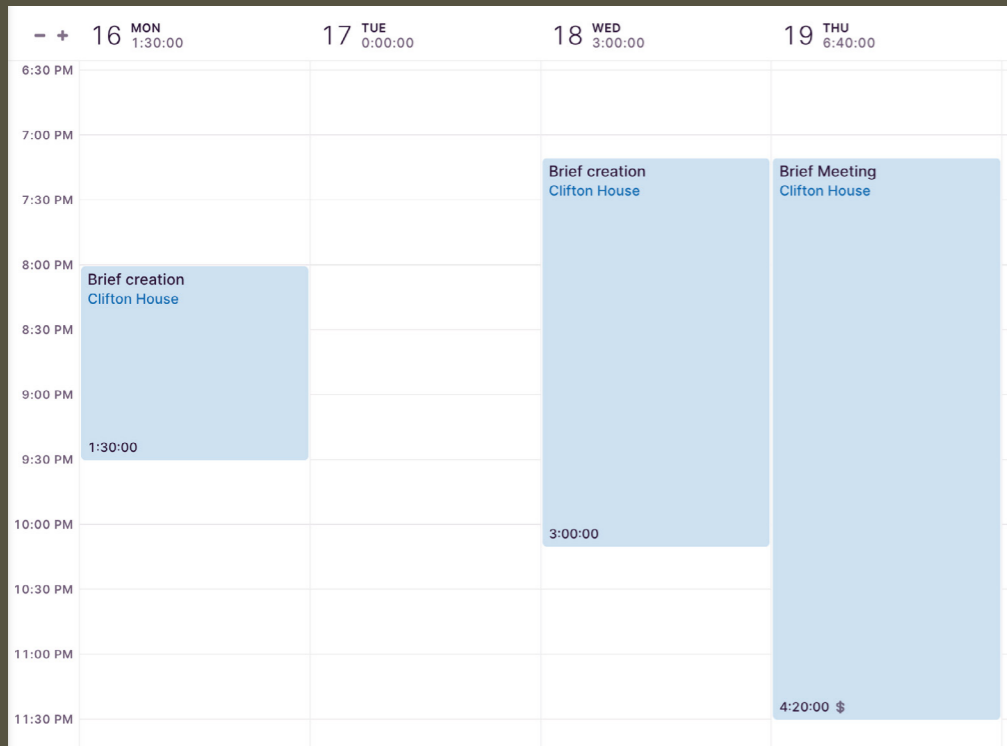 − + 16 MON 17 TUE 18 WED 19 THU
1:30:00 0:00:00 3:00:00 6:40:00
6:30 PM
7:00 PM
Brief creation Brief Meeting
Clifton House Clifton House
7:30 PM
8:00 PM
Brief creation
Clifton House
8:30 PM
9:00 PM
1:30:00
9:30 PM
10:00 PM
3:00:00
10:30 PM
11:00 PM
4:20:00 $
11:30 PM